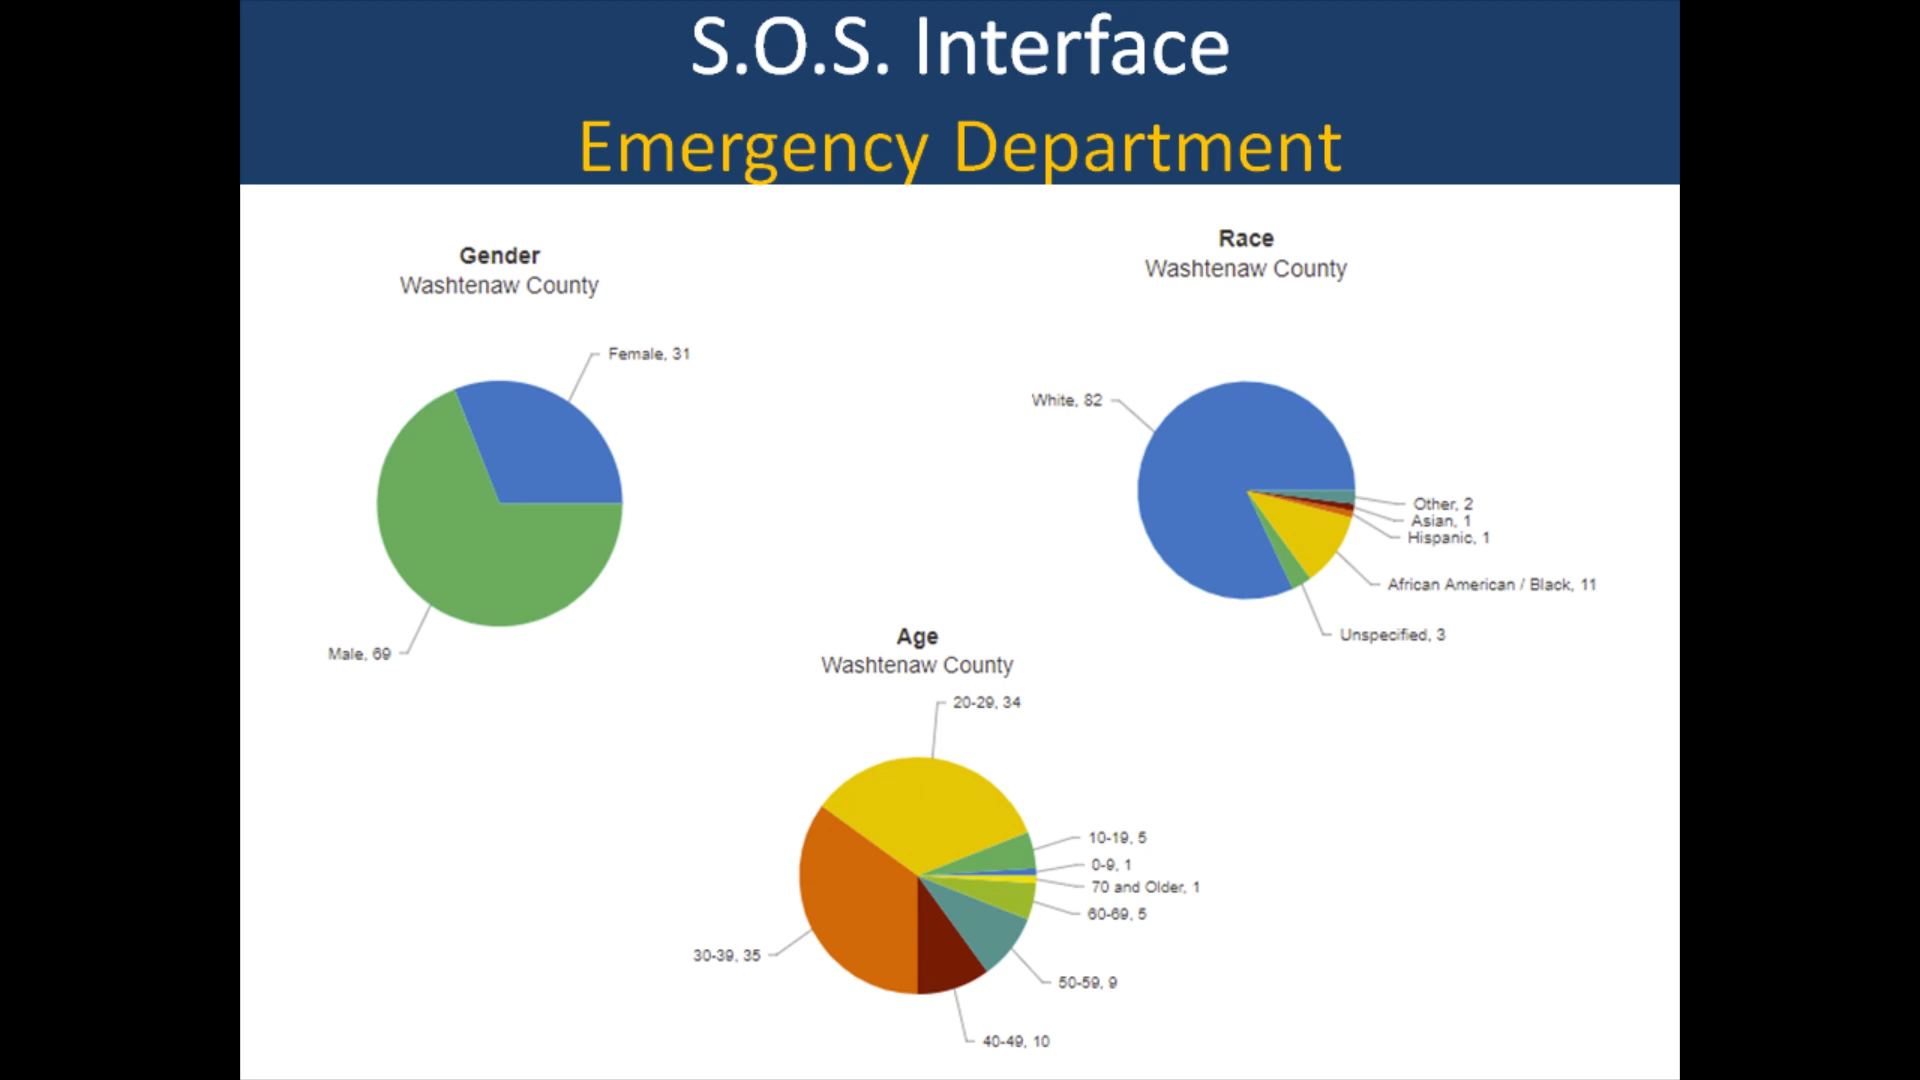 S.O.S. Interface
Emergency Department
Gender
Washtenaw County
Female, 31
Male, 69
Race
Washtenaw County
White, 82
Other, 2
Asian, 1
Hispanic, 1
African American / Black, 11
Unspecified, 3
Age
Washtenaw County
20-29, 34
10-19, 5
0-9, 1
70 and Older, 1
60-69, 5
50-59, 9
40-49, 10
30-39, 35